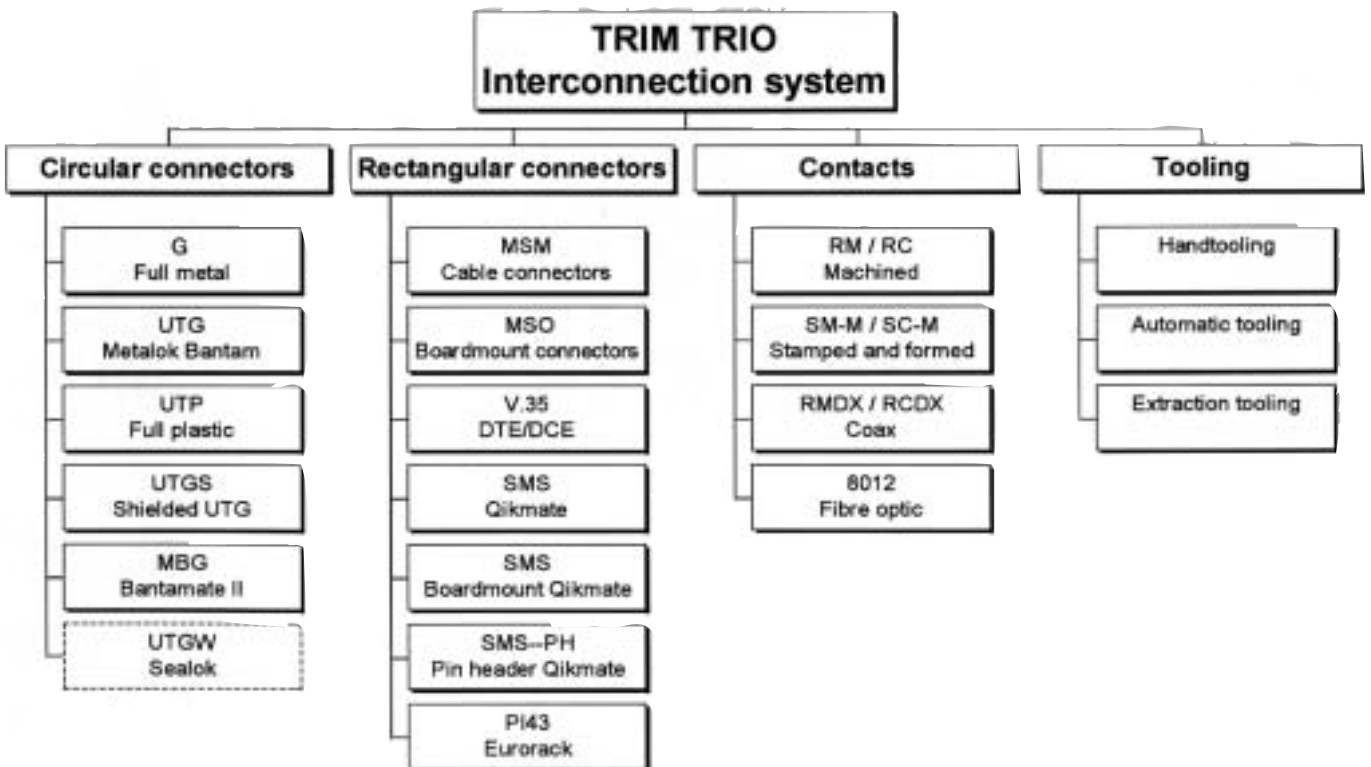 TRIM TRIO
Interconnection system
Circular connectors
G
Full metal
UTG
Metalok Bantam
UTP
Full plastic
UTGS
Shielded UTG
MBG
Bantamate II
UTGW
Sealok
Rectangular connectors
MSM
Cable connectors
MSO
Boardmount connectors
V.35
DTE/DCE
SMS
Qikmate
SMS
Boardmount Qikmate
SMS--PH
Pin header Qikmate
PI43
Eurorack
Contacts
RM / RC
Machined
SM-M / SC-M
Stamped and formed
RMDX / RCDX
Coax
8012
Fibre optic
Tooling
Handtooling
Automatic tooling
Extraction tooling